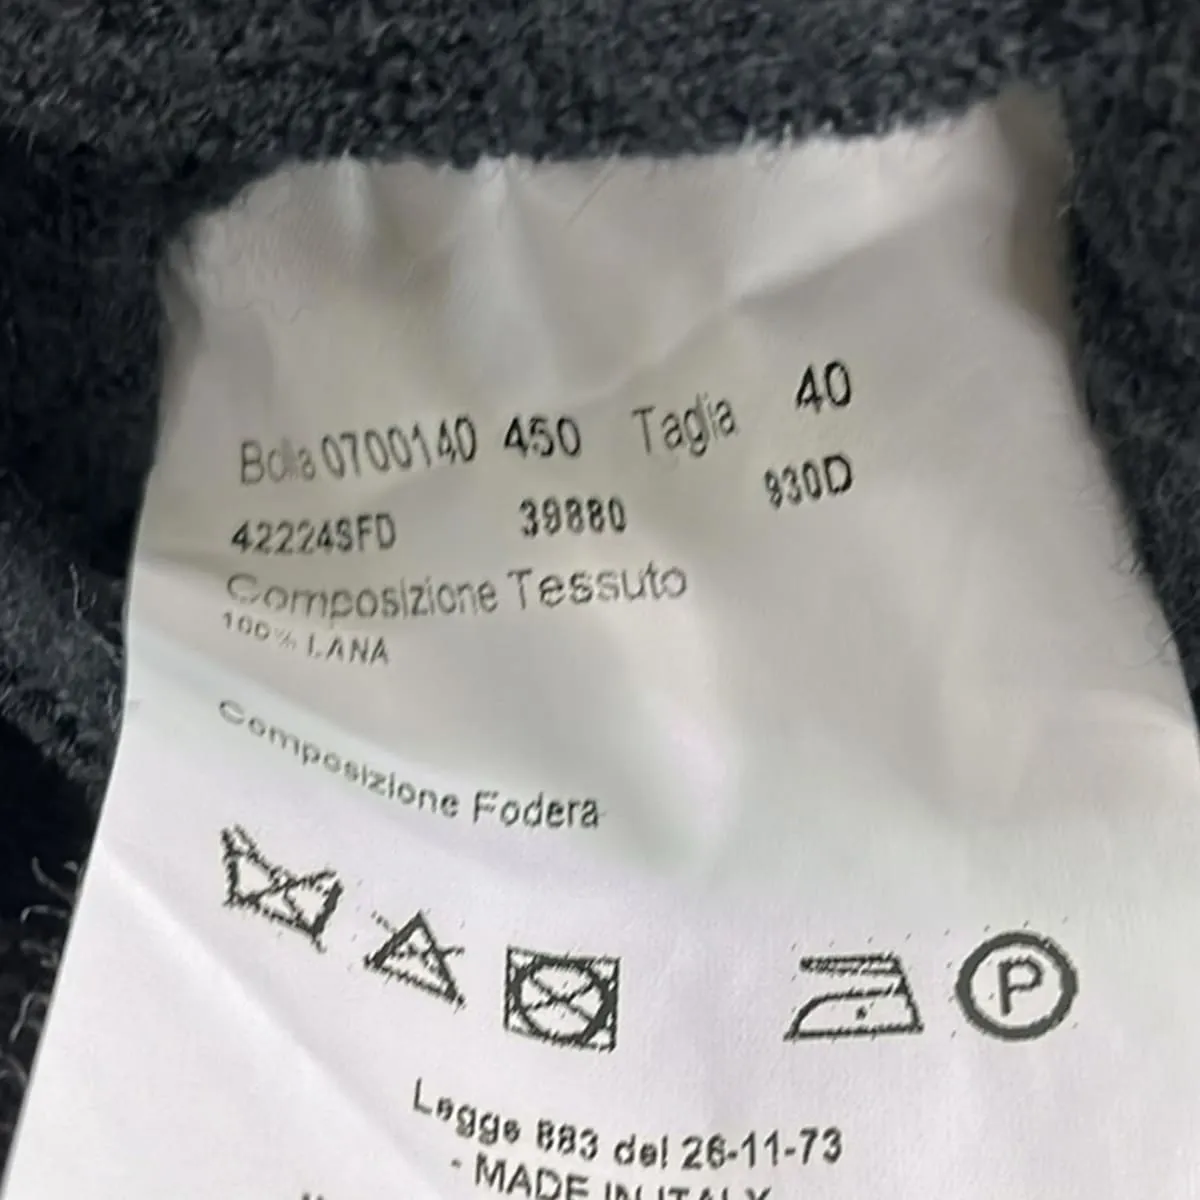 Bolla 0700140 450 Taglia 40
42224SFD 39880 930D
Composizione Tessuto
100% LANA
Composizione Fodera
P
Legge 883 del 26-11-73
- MADE IN ITALY